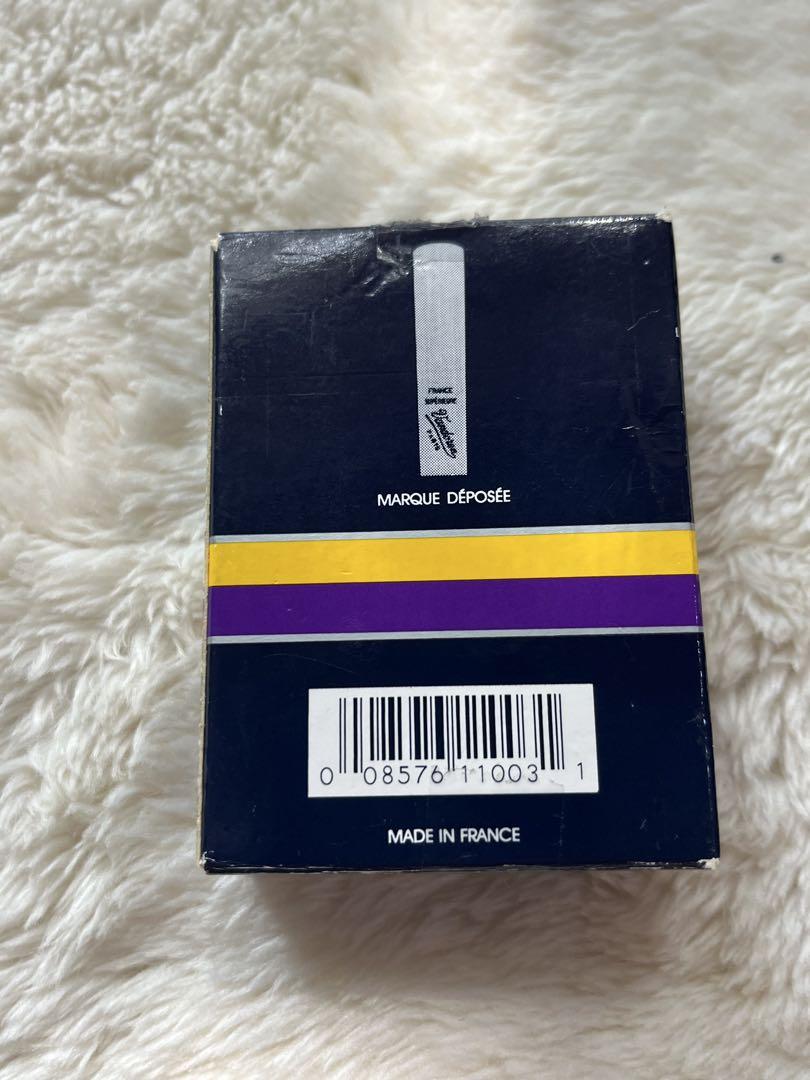 FRANCE
SUPÉRIEURE
Vandoren
PARIS
MARQUE DÉPOSÉE
0 08576 11003 1
MADE IN FRANCE